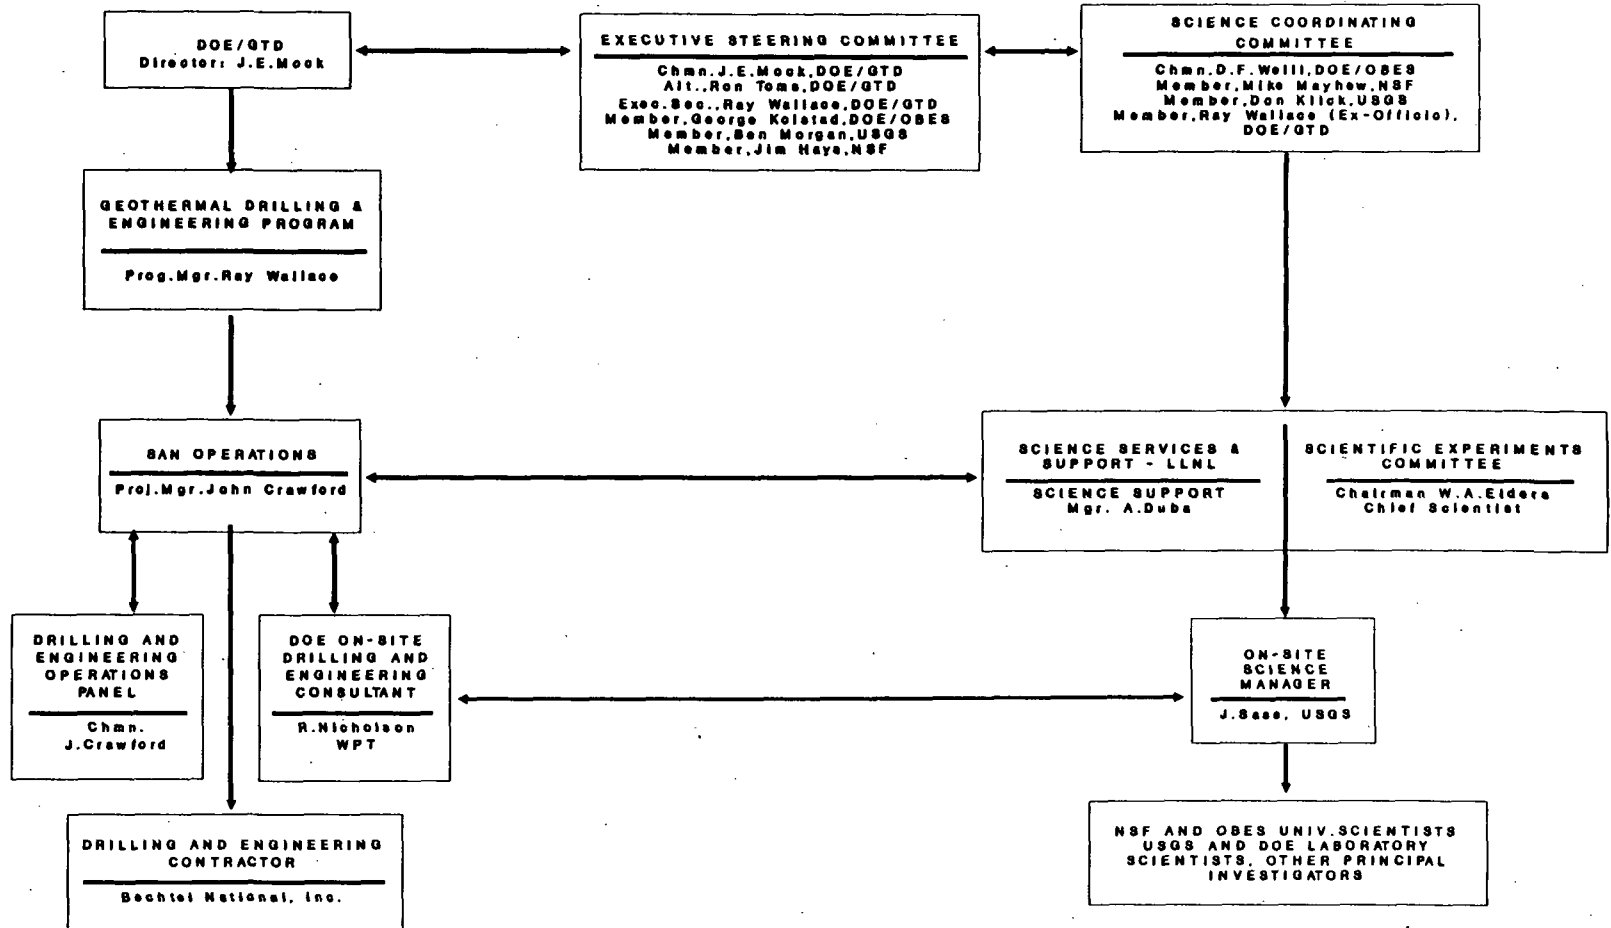 DOE/GTD
Director: J.E.Mock
EXECUTIVE STEERING COMMITTEE
Chmn.J.E.Mock,DOE/GTD
Alt.,Ron Toms,DOE/GTD
Exec.Sec.,Ray Wallace,DOE/GTD
Member,George Kolstad,DOE/OBES
Member,Ben Morgan,USGS
Member,Jim Hays,NSF
SCIENCE COORDINATING
COMMITTEE
Chmn.D.F.Weill,DOE/OBES
Member,Mike Mayhew,NSF
Member,Don Klick,USGS
Member,Ray Wallace (Ex-Officio),
DOE/GTD
GEOTHERMAL DRILLING &
ENGINEERING PROGRAM
Prog.Mgr.Ray Wallace
SAN OPERATIONS
Proj.Mgr.John Crawford
SCIENCE SERVICES &
SUPPORT - LLNL
SCIENCE SUPPORT
Mgr. A.Duba
SCIENTIFIC EXPERIMENTS
COMMITTEE
Chairman W.A.Elders
Chief Scientist
DRILLING AND
ENGINEERING
OPERATIONS
PANEL
Chmn.
J.Crawford
DOE ON-SITE
DRILLING AND
ENGINEERING
CONSULTANT
R.Nicholson
WPT
ON-SITE
SCIENCE
MANAGER
J.Sass, USGS
DRILLING AND ENGINEERING
CONTRACTOR
Bechtel National, Inc.
NSF AND OBES UNIV.SCIENTISTS
USGS AND DOE LABORATORY
SCIENTISTS, OTHER PRINCIPAL
INVESTIGATORS